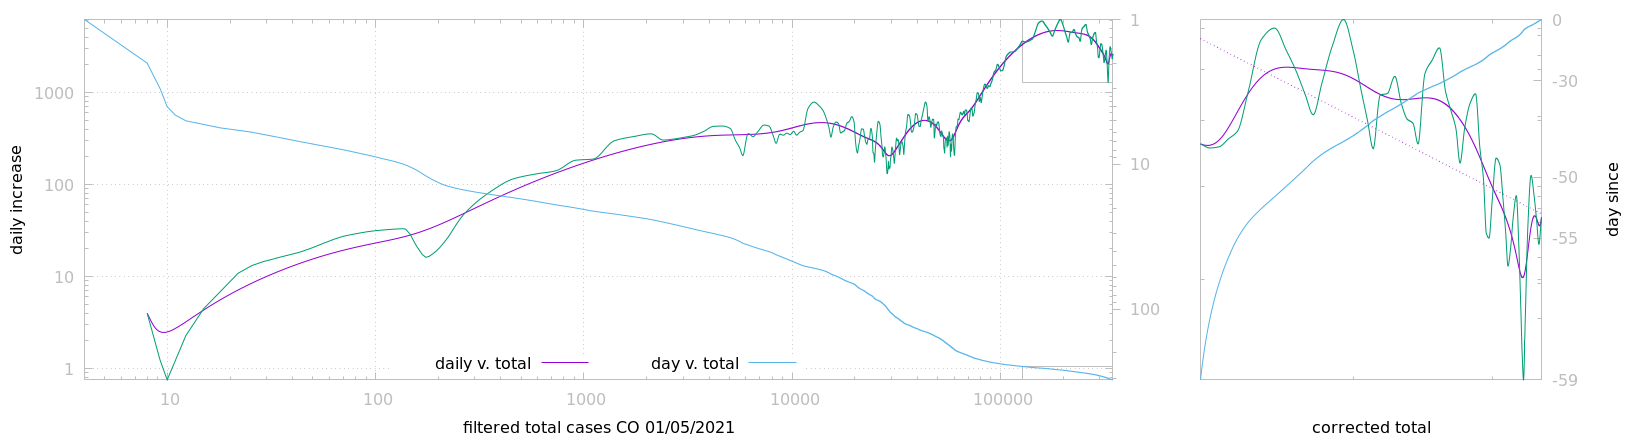 daily increase
1000
100
10
1
10
100
1000
10000
100000
1
10
100
daily v. total
day v. total
filtered total cases CO 01/05/2021
0
-30
-50
-55
-59
day since
corrected total